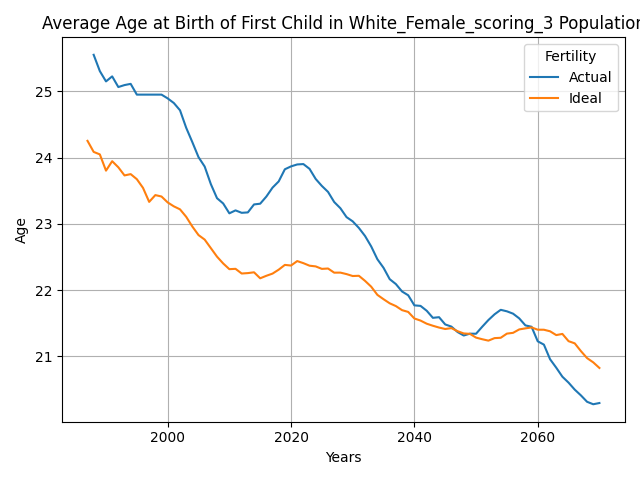 Average Age at Birth of First Child in White_Female_scoring_3 Population
Fertility
Actual
Ideal
25
24
23
22
21
Age
2000
2020
2040
2060
Years